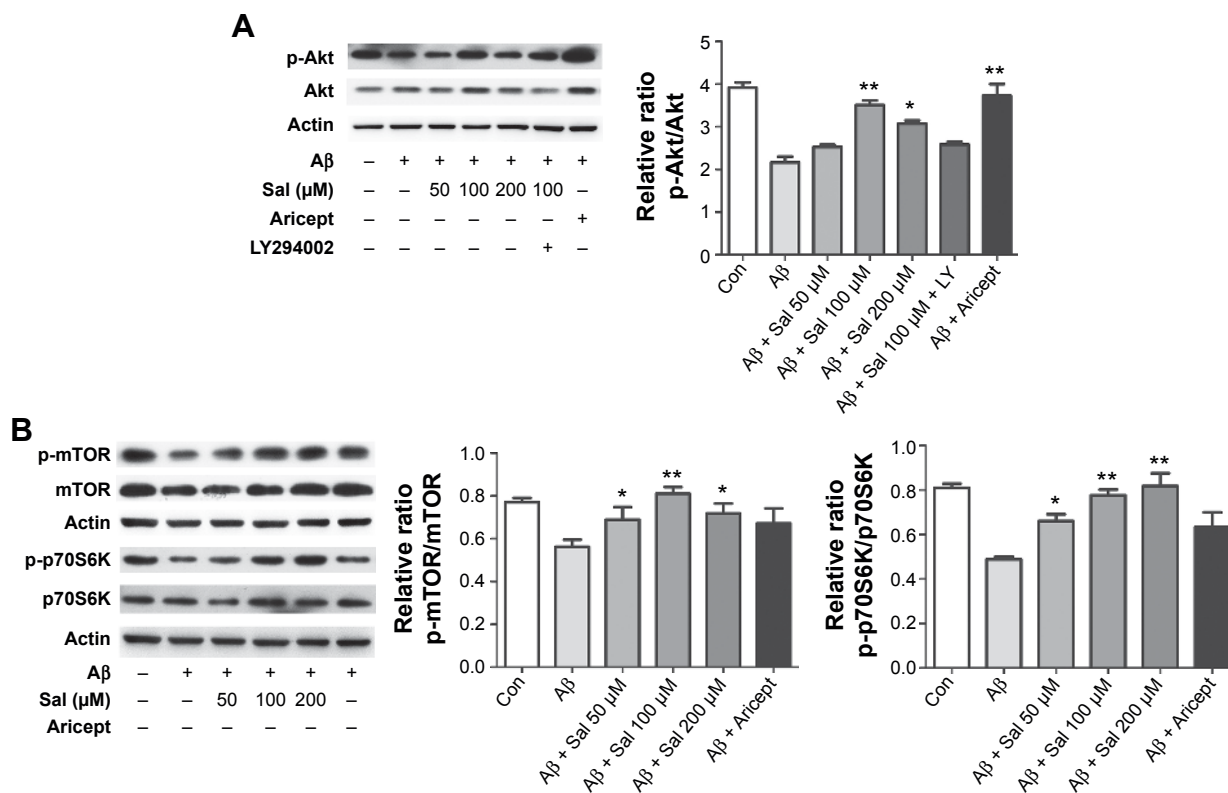 A
p-Akt
Akt
Actin
Aβ – + + + + + +
Sal (µM) – – 50 100 200 100 –
Aricept – – – – – – +
LY294002 – – – – – + –
Relative ratio
p-Akt/Akt
5
4
3
2
1
0
** * **
Con
Aβ
Aβ + Sal 50 µM
Aβ + Sal 100 µM
Aβ + Sal 200 µM
Aβ + Sal 100 µM + LY
Aβ + Aricept
B
p-mTOR
mTOR
Actin
p-p70S6K
p70S6K
Actin
Aβ – + + + + +
Sal (µM) – – 50 100 200 –
Aricept – – – – – –
Relative ratio
p-mTOR/mTOR
1.0
0.8
0.6
0.4
0.2
0.0
* ** *
Con
Aβ
Aβ + Sal 50 µM
Aβ + Sal 100 µM
Aβ + Sal 200 µM
Aβ + Aricept
Relative ratio
p-p70S6K/p70S6K
1.0
0.8
0.6
0.4
0.2
0.0
* ** **
Con
Aβ
Aβ + Sal 50 µM
Aβ + Sal 100 µM
Aβ + Sal 200 µM
Aβ + Aricept